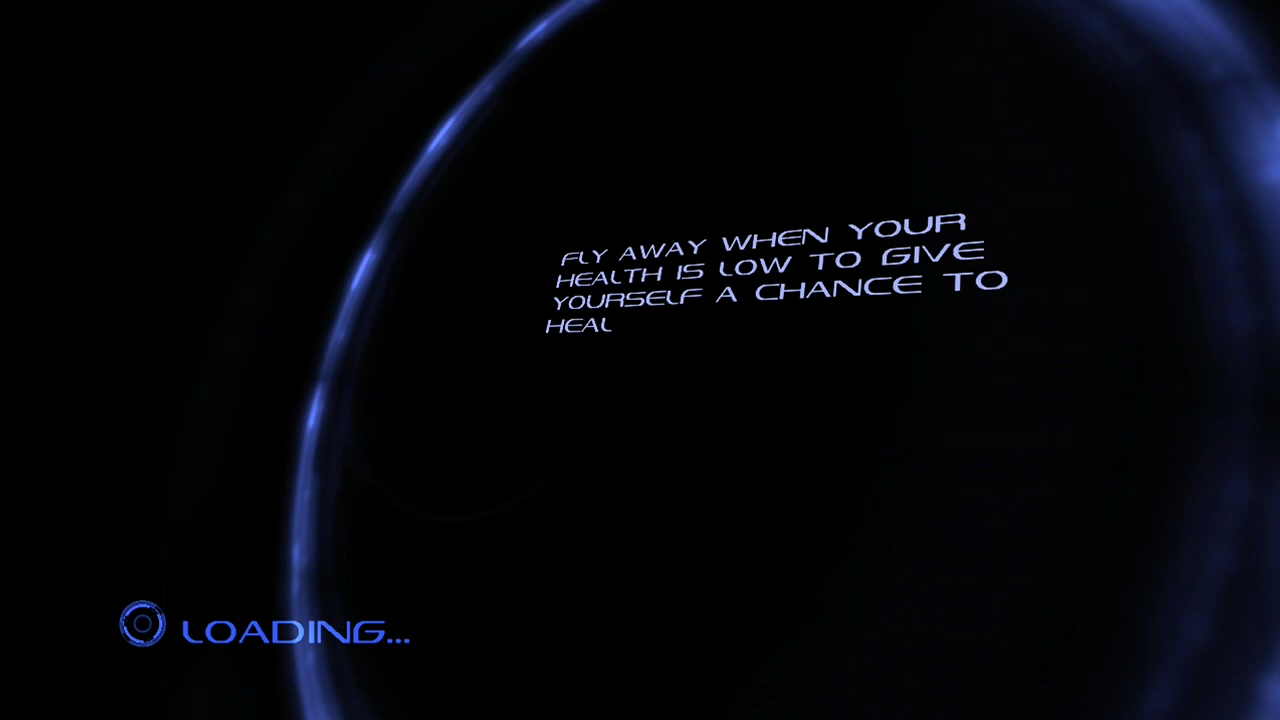 FLY AWAY WHEN YOUR
HEALTH IS LOW TO GIVE
YOURSELF A CHANCE TO
HEAL
LOADING...